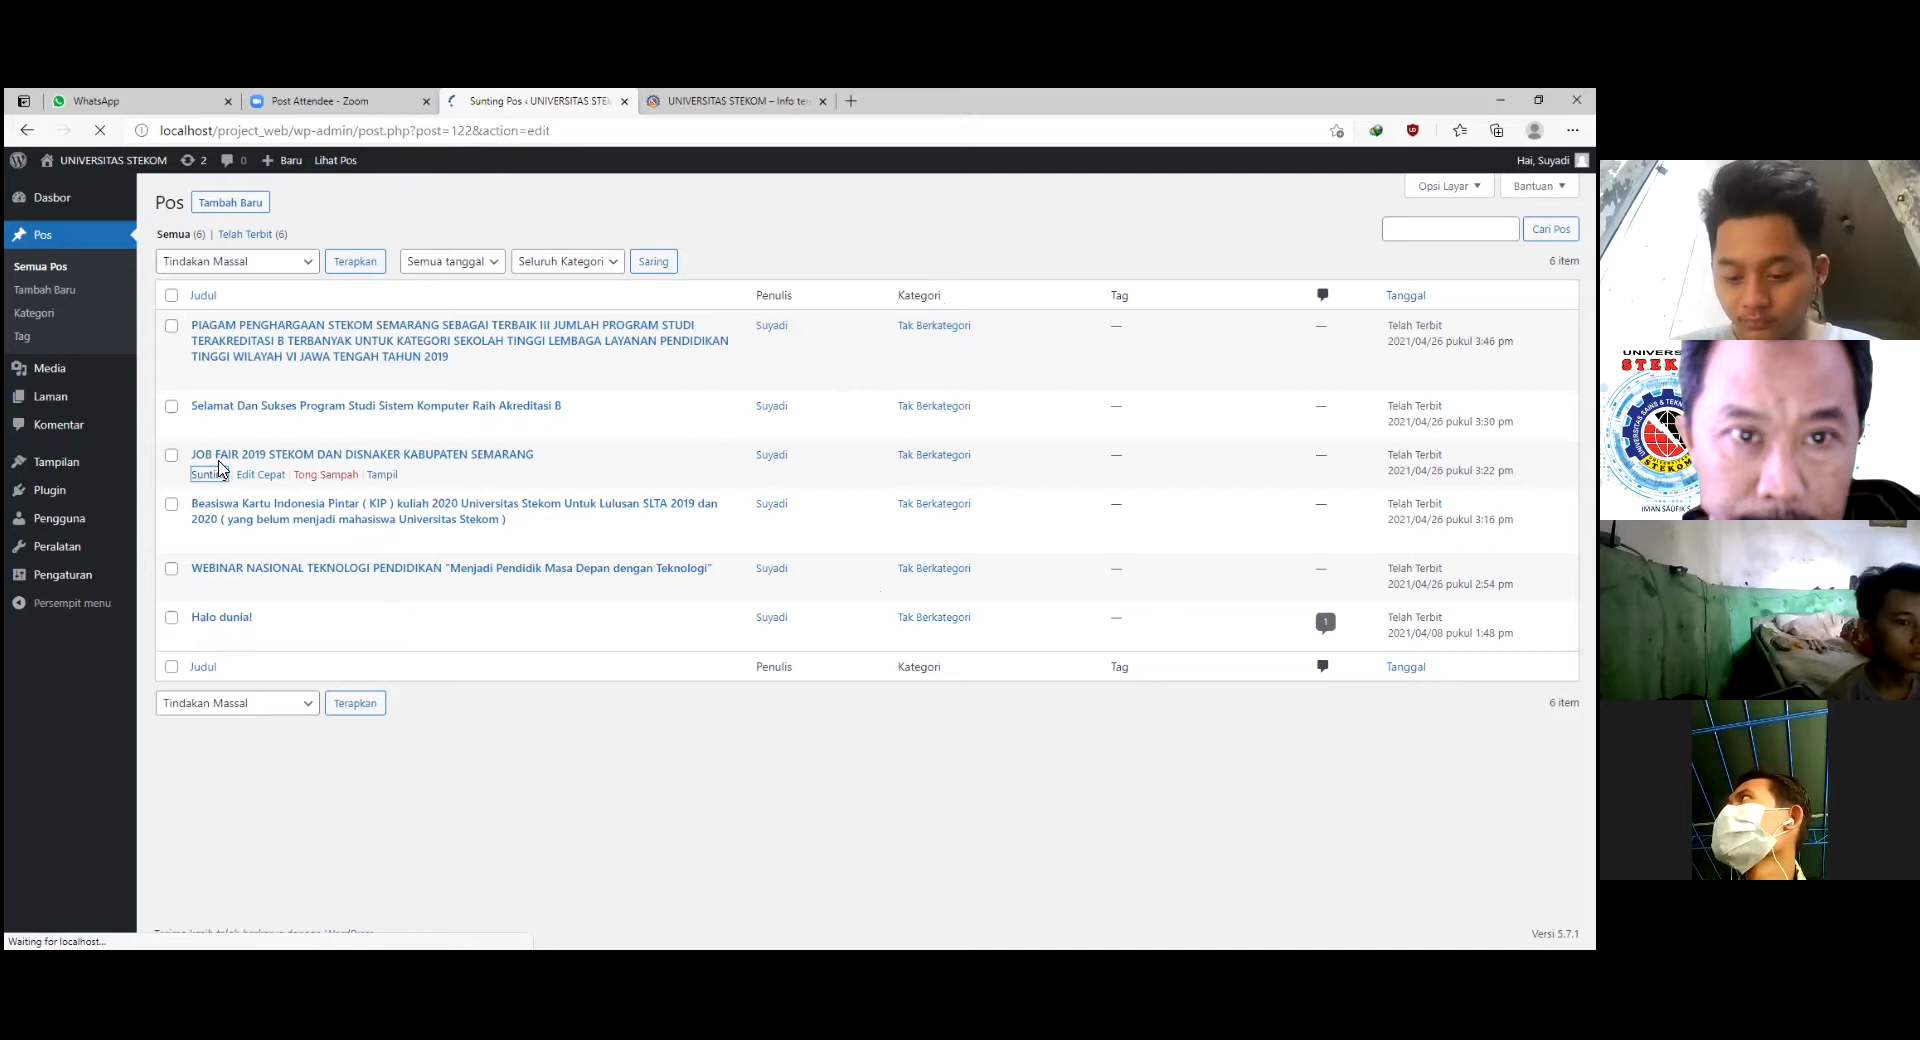 WhatsApp
Post Attendee - Zoom
Sunting Pos ‹ UNIVERSITAS STEK
UNIVERSITAS STEKOM – Info ter
localhost/project_web/wp-admin/post.php?post=122&action=edit
UNIVERSITAS STEKOM 2 0 Baru Lihat Pos
Hai, Suyadi
Dasbor
Pos
Semua Pos
Tambah Baru
Kategori
Tag
Media
Laman
Komentar
Tampilan
Plugin
Pengguna
Peralatan
Pengaturan
Persempit menu
Opsi Layar
Bantuan
Pos
Tambah Baru
Semua (6) | Telah Terbit (6)
Cari Pos
Tindakan Massal
Terapkan
Semua tanggal
Seluruh Kategori
Saring
6 item
Judul Penulis Kategori Tag Tanggal
PIAGAM PENGHARGAAN STEKOM SEMARANG SEBAGAI TERBAIK III JUMLAH PROGRAM STUDI
TERAKREDITASI B TERBANYAK UNTUK KATEGORI SEKOLAH TINGGI LEMBAGA LAYANAN PENDIDIKAN
TINGGI WILAYAH VI JAWA TENGAH TAHUN 2019
Suyadi
Tak Berkategori
—
—
Telah Terbit
2021/04/26 pukul 3:46 pm
Selamat Dan Sukses Program Studi Sistem Komputer Raih Akreditasi B
Suyadi
Tak Berkategori
—
—
Telah Terbit
2021/04/26 pukul 3:30 pm
JOB FAIR 2019 STEKOM DAN DISNAKER KABUPATEN SEMARANG
Sunting | Edit Cepat | Tong Sampah | Tampil
Suyadi
Tak Berkategori
—
—
Telah Terbit
2021/04/26 pukul 3:22 pm
Beasiswa Kartu Indonesia Pintar ( KIP ) kuliah 2020 Universitas Stekom Untuk Lulusan SLTA 2019 dan
2020 ( yang belum menjadi mahasiswa Universitas Stekom )
Suyadi
Tak Berkategori
—
—
Telah Terbit
2021/04/26 pukul 3:16 pm
WEBINAR NASIONAL TEKNOLOGI PENDIDIKAN "Menjadi Pendidik Masa Depan dengan Teknologi"
Suyadi
Tak Berkategori
—
—
Telah Terbit
2021/04/26 pukul 2:54 pm
Halo dunia!
Suyadi
Tak Berkategori
—
1
Telah Terbit
2021/04/08 pukul 1:48 pm
Judul Penulis Kategori Tag Tanggal
Tindakan Massal
Terapkan
6 item
Versi 5.7.1
Waiting for localhost...
UNIVERS
STEK
STEKOM